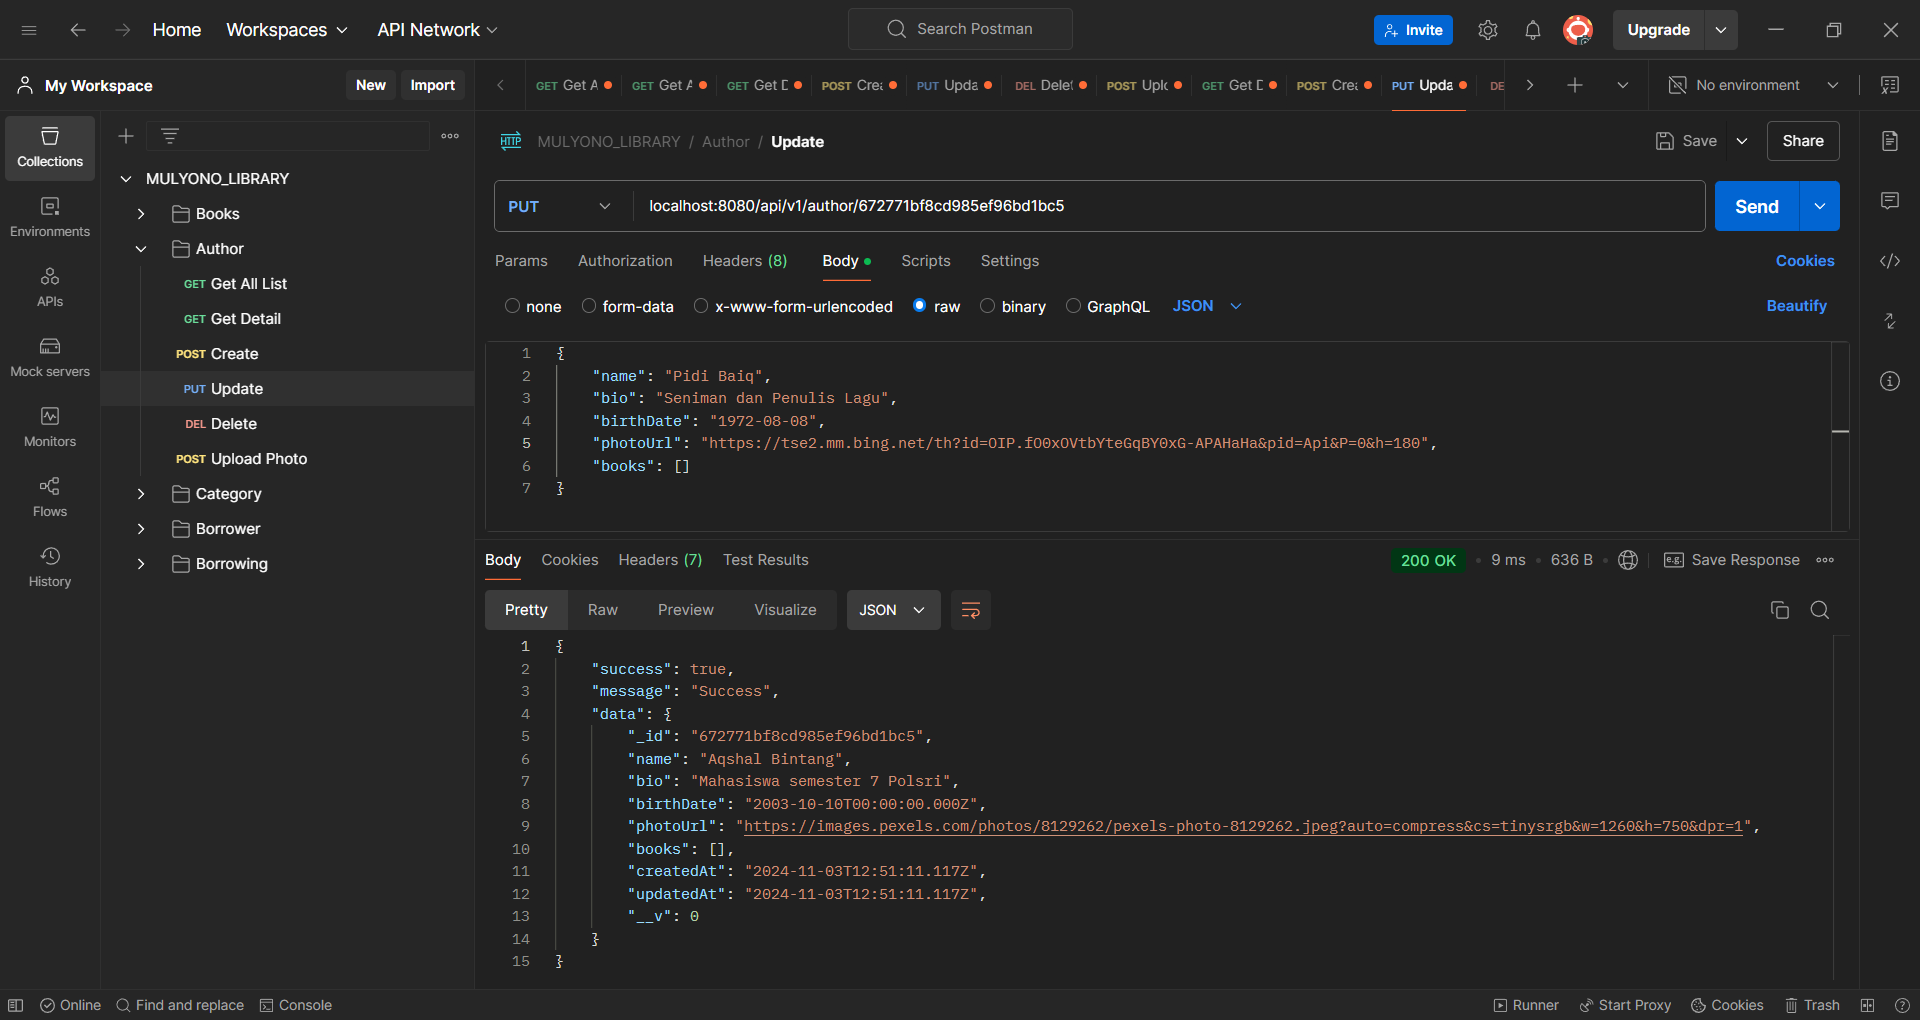 Home Workspaces API Network Search Postman Invite Upgrade
My Workspace New Import GET Get A GET Get A GET Get D POST Crea PUT Upda DEL Delet POST Uplo GET Get D POST Crea PUT Upda DE No environment
HTTP MULYONO_LIBRARY / Author / Update Save Share
Collections
Environments
APIs
Mock servers
Monitors
Flows
History
MULYONO_LIBRARY
Books
Author
GET Get All List
GET Get Detail
POST Create
PUT Update
DEL Delete
POST Upload Photo
Category
Borrower
Borrowing
PUT localhost:8080/api/v1/author/672771bf8cd985ef96bd1bc5 Send
Params Authorization Headers (8) Body Scripts Settings Cookies
none form-data x-www-form-urlencoded raw binary GraphQL JSON Beautify
1 {
2 "name": "Pidi Baiq",
3 "bio": "Seniman dan Penulis Lagu",
4 "birthDate": "1972-08-08",
5 "photoUrl": "https://tse2.mm.bing.net/th?id=OIP.fO0xOVtbYteGqBY0xG-APAHaHa&pid=Api&P=0&h=180",
6 "books": []
7 }
Body Cookies Headers (7) Test Results 200 OK 9 ms 636 B e.g. Save Response
Pretty Raw Preview Visualize JSON
1 {
2 "success": true,
3 "message": "Success",
4 "data": {
5 "_id": "672771bf8cd985ef96bd1bc5",
6 "name": "Aqshal Bintang",
7 "bio": "Mahasiswa semester 7 Polsri",
8 "birthDate": "2003-10-10T00:00:00.000Z",
9 "photoUrl": "https://images.pexels.com/photos/8129262/pexels-photo-8129262.jpeg?auto=compress&cs=tinysrgb&w=1260&h=750&dpr=1",
10 "books": [],
11 "createdAt": "2024-11-03T12:51:11.117Z",
12 "updatedAt": "2024-11-03T12:51:11.117Z",
13 "__v": 0
14 }
15 }
Online Find and replace Console Runner Start Proxy Cookies Trash